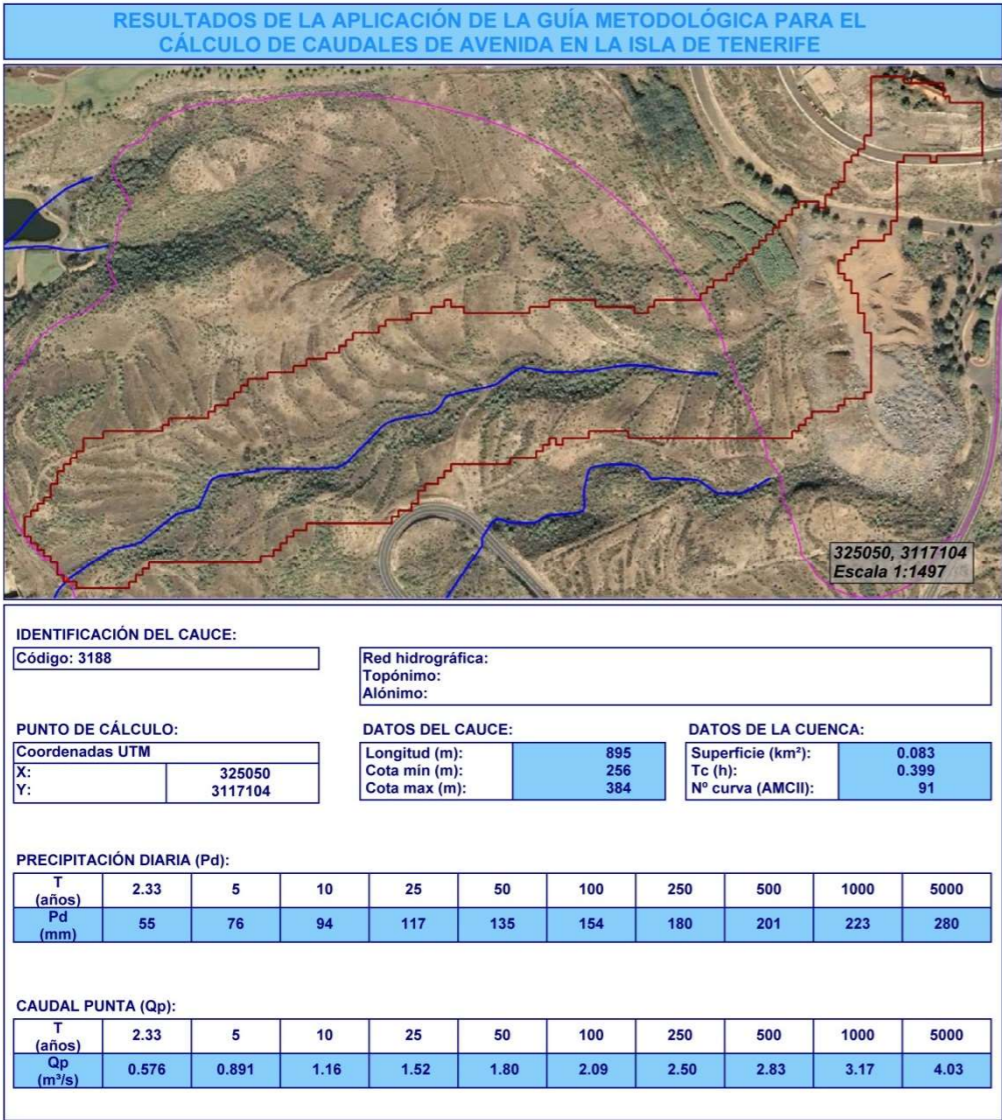 RESULTADOS DE LA APLICACIÓN DE LA GUÍA METODOLÓGICA PARA EL
CÁLCULO DE CAUDALES DE AVENIDA EN LA ISLA DE TENERIFE
325050, 3117104
Escala 1:1497
IDENTIFICACIÓN DEL CAUCE:
Código: 3188
Red hidrográfica:
Topónimo:
Alónimo:
PUNTO DE CÁLCULO:
Coordenadas UTM
X: 325050
Y: 3117104
DATOS DEL CAUCE:
Longitud (m): 895
Cota mín (m): 256
Cota max (m): 384
DATOS DE LA CUENCA:
Superficie (km²): 0.083
Tc (h): 0.399
Nº curva (AMCII): 91
PRECIPITACIÓN DIARIA (Pd):
T (años) 2.33 5 10 25 50 100 250 500 1000 5000
Pd (mm) 55 76 94 117 135 154 180 201 223 280
CAUDAL PUNTA (Qp):
T (años) 2.33 5 10 25 50 100 250 500 1000 5000
Qp (m³/s) 0.576 0.891 1.16 1.52 1.80 2.09 2.50 2.83 3.17 4.03